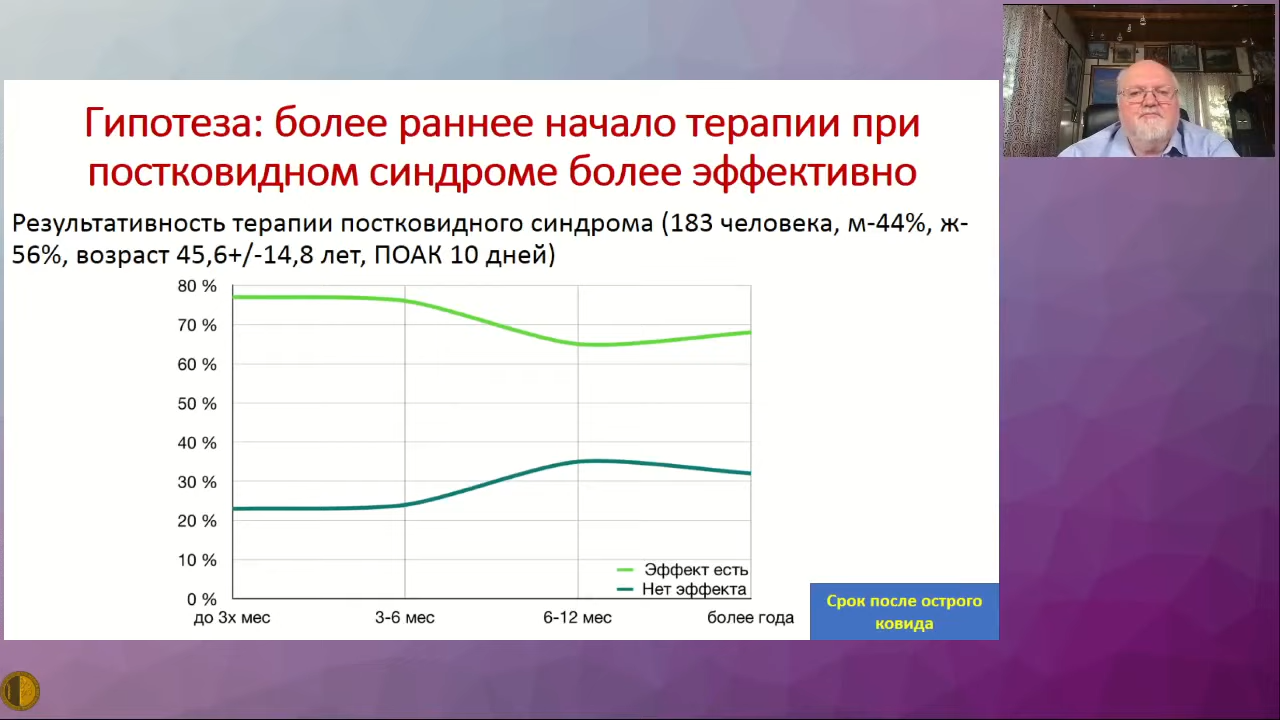 Гипотеза: более раннее начало терапии при
постковидном синдроме более эффективно
Результативность терапии постковидного синдрома (183 человека, м-44%, ж-
56%, возраст 45,6+/-14,8 лет, ПОАК 10 дней)
80 %
70 %
60 %
50 %
40 %
30 %
20 %
10 %
0 %
Эффект есть
Нет эффекта
до 3х мес
3-6 мес
6-12 мес
более года
Срок после острого
ковида